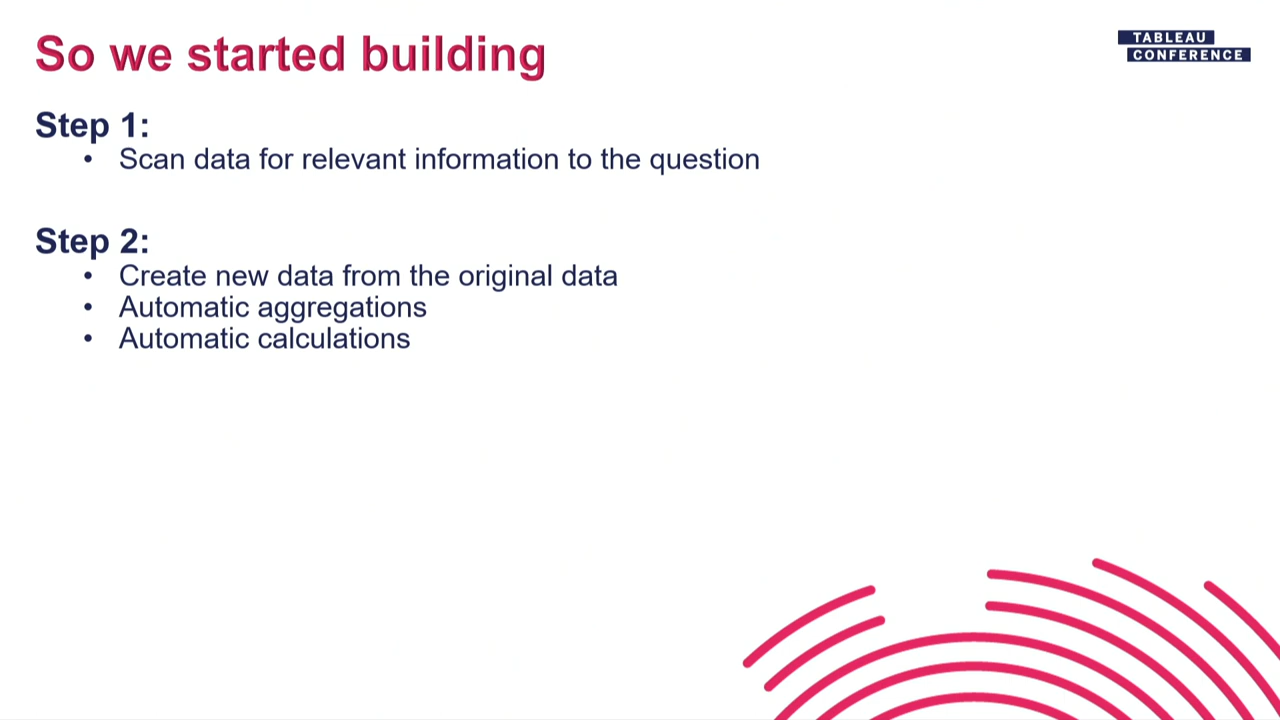 So we started building
TABLEAU
CONFERENCE
Step 1:
• Scan data for relevant information to the question
Step 2:
• Create new data from the original data
• Automatic aggregations
• Automatic calculations